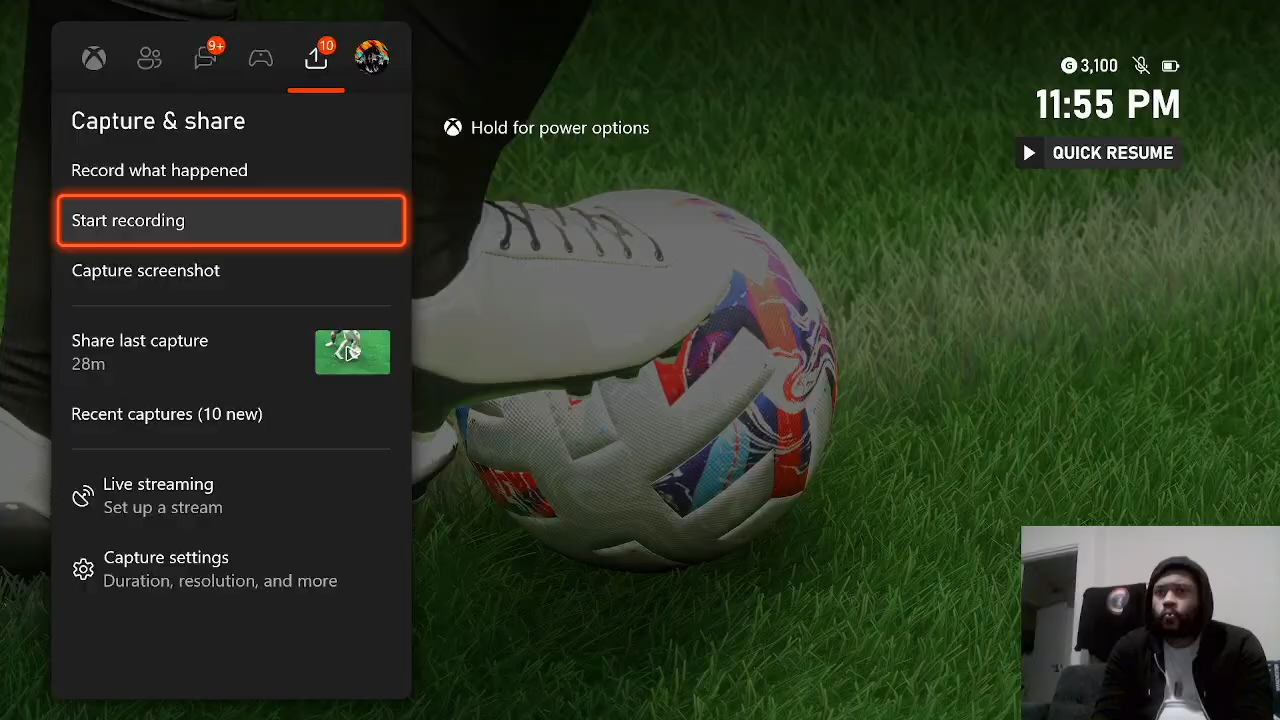 9+
10
Capture & share
Record what happened
Start recording
Capture screenshot
Share last capture
28m
Recent captures (10 new)
Live streaming
Set up a stream
Capture settings
Duration, resolution, and more
Hold for power options
G 3,100
11:55 PM
QUICK RESUME